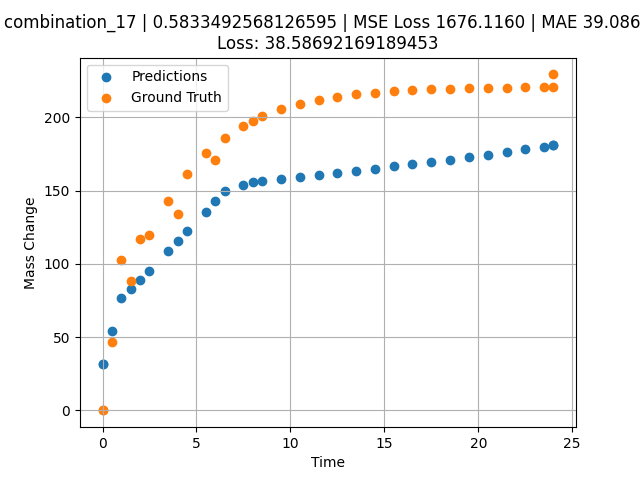 combination_17 | 0.5833492568126595 | MSE Loss 1676.1160 | MAE 39.086
Loss: 38.58692169189453
Predictions
Ground Truth
Mass Change
200
150
100
50
0
0 5 10 15 20 25
Time